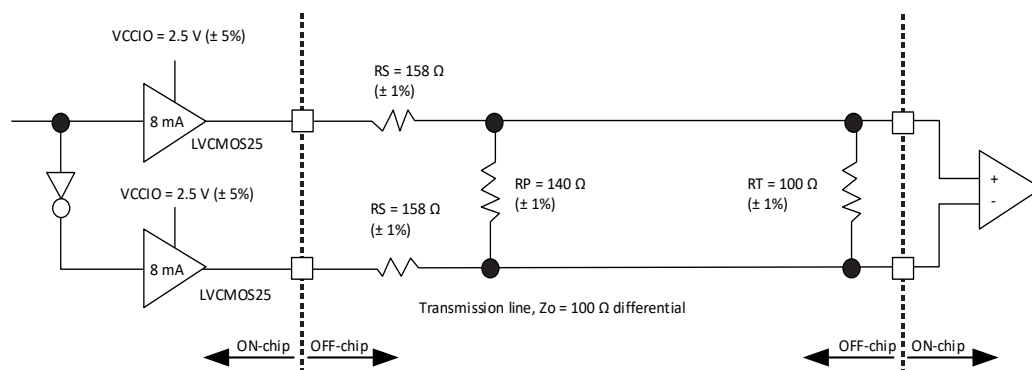 VCCIO = 2.5 V (± 5%)
RS = 158 Ω
(± 1%)
8 mA
LVCMOS25
VCCIO = 2.5 V (± 5%)
RP = 140 Ω
(± 1%)
RT = 100 Ω
(± 1%)
+
-
RS = 158 Ω
(± 1%)
8 mA
LVCMOS25
Transmission line, Zo = 100 Ω differential
ON-chip
OFF-chip
OFF-chip
ON-chip